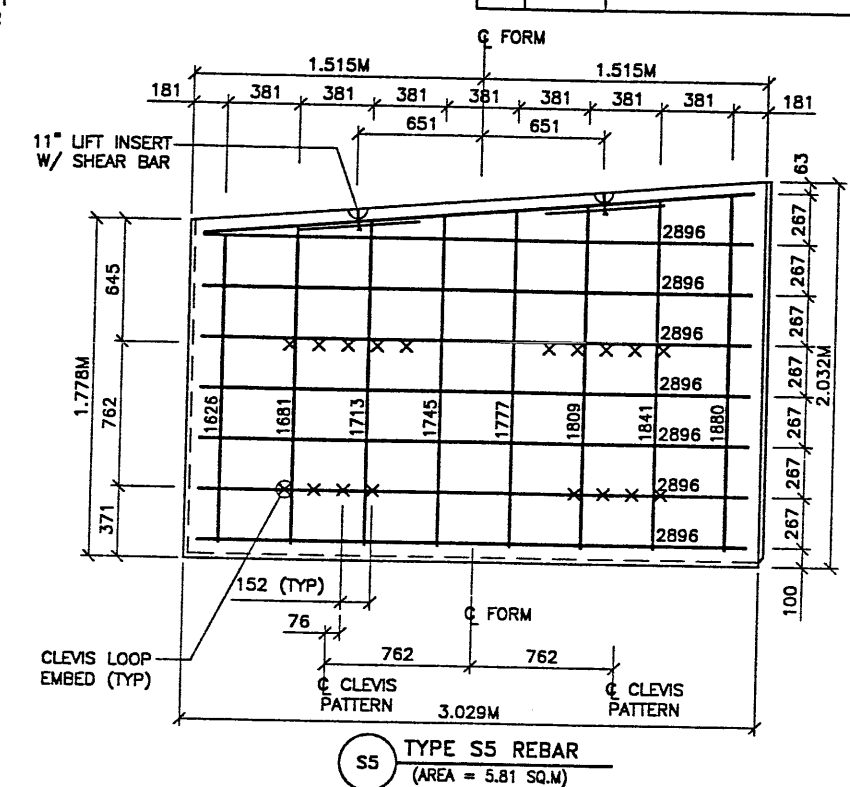 ℄ FORM
1.515M 1.515M
181 381 381 381 381 381 381 381 181
651 651
11" LIFT INSERT
W/ SHEAR BAR
63
267
267
267
267
267
267
267
100
2.032M
645
762
371
1.778M
2896
2896
2896
2896
2896
2896
2896
1626 1681 1713 1745 1777 1809 1841 1880
152 (TYP)
76
℄ FORM
CLEVIS LOOP
EMBED (TYP)
762 762
℄ CLEVIS
PATTERN
℄ CLEVIS
PATTERN
3.029M
S5
TYPE S5 REBAR
(AREA = 5.81 SQ.M)